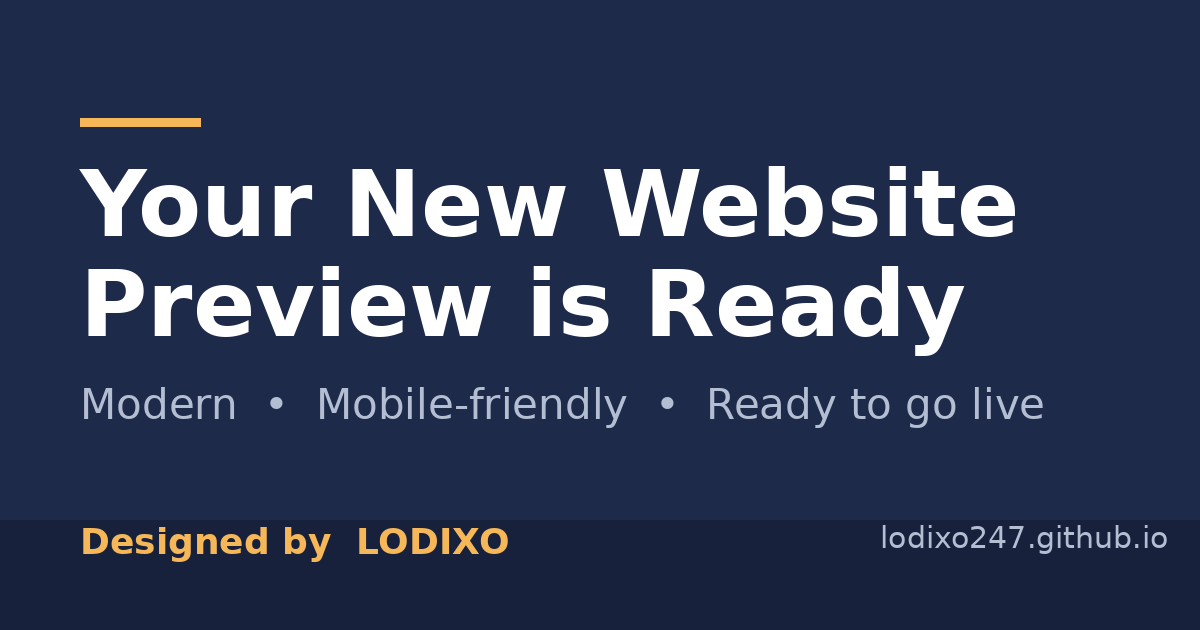 Your New Website
Preview is Ready
Modern • Mobile-friendly • Ready to go live
Designed by LODIXO
lodixo247.github.io